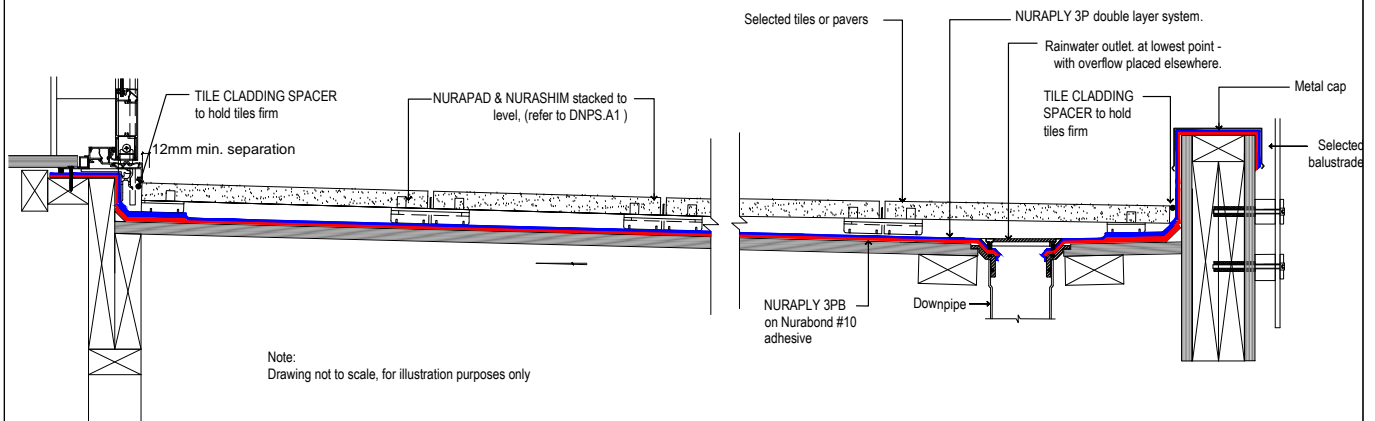 Selected tiles or pavers
NURAPLY 3P double layer system.
Rainwater outlet. at lowest point -
with overflow placed elsewhere.
Metal cap
TILE CLADDING SPACER
to hold tiles firm
NURAPAD & NURASHIM stacked to
level, (refer to DNPS.A1 )
TILE CLADDING
SPACER to hold
tiles firm
12mm min. separation
Selected
balustrade
NURAPLY 3PB
on Nurabond #10
adhesive
Downpipe
Note:
Drawing not to scale, for illustration purposes only